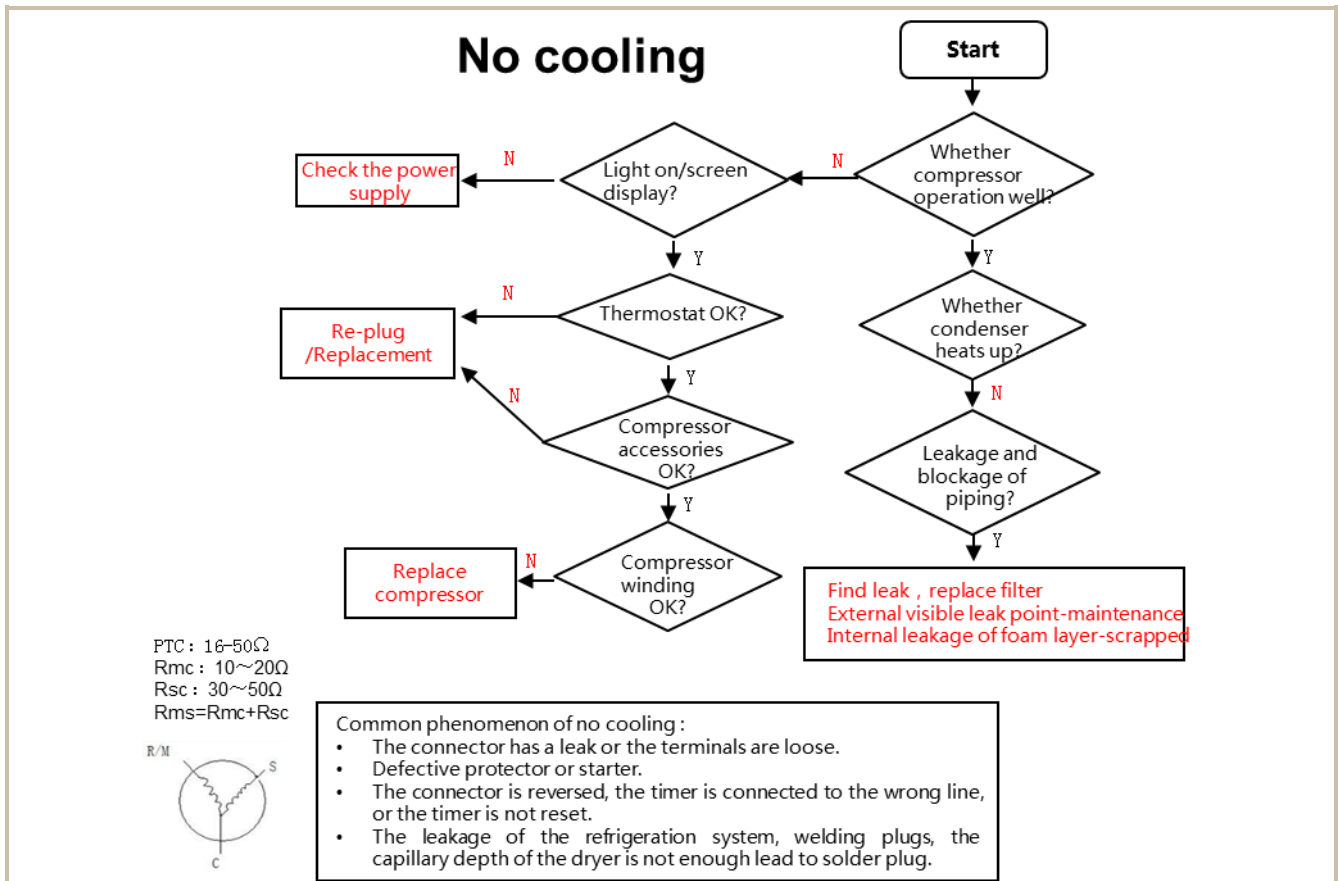 No cooling
Start
Whether
compressor
operation well?
N
Light on/screen
display?
N
Check the power
supply
Y
Y
Whether
condenser
heats up?
Thermostat OK?
N
Re-plug
/Replacement
Y
N
N
Compressor
accessories
OK?
Leakage and
blockage of
piping?
Y
Y
Compressor
winding
OK?
N
Replace
compressor
Find leak , replace filter
External visible leak point-maintenance
Internal leakage of foam layer-scrapped
PTC: 16-50Ω
Rmc: 10~20Ω
Rsc: 30~50Ω
Rms=Rmc+Rsc
R/M
S
C
Common phenomenon of no cooling :
• The connector has a leak or the terminals are loose.
• Defective protector or starter.
• The connector is reversed, the timer is connected to the wrong line,
or the timer is not reset.
• The leakage of the refrigeration system, welding plugs, the
capillary depth of the dryer is not enough lead to solder plug.